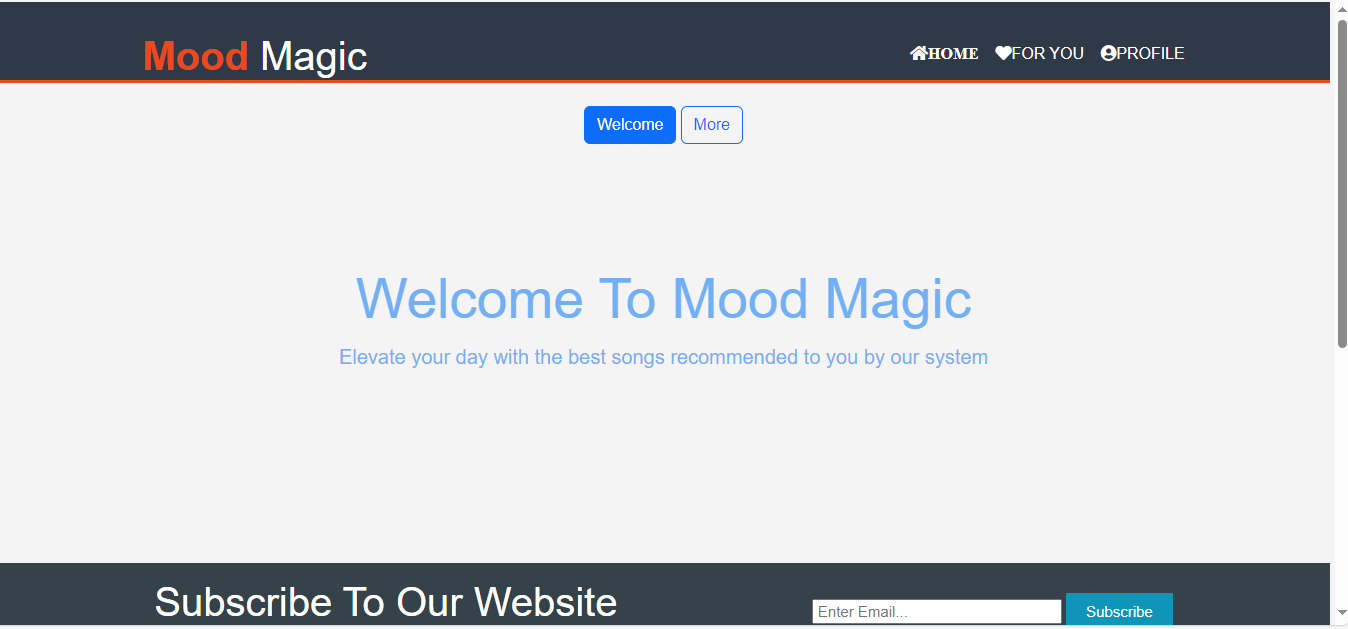 Mood Magic
HOME FOR YOU PROFILE
Welcome More
Welcome To Mood Magic
Elevate your day with the best songs recommended to you by our system
Subscribe To Our Website
Enter Email... Subscribe